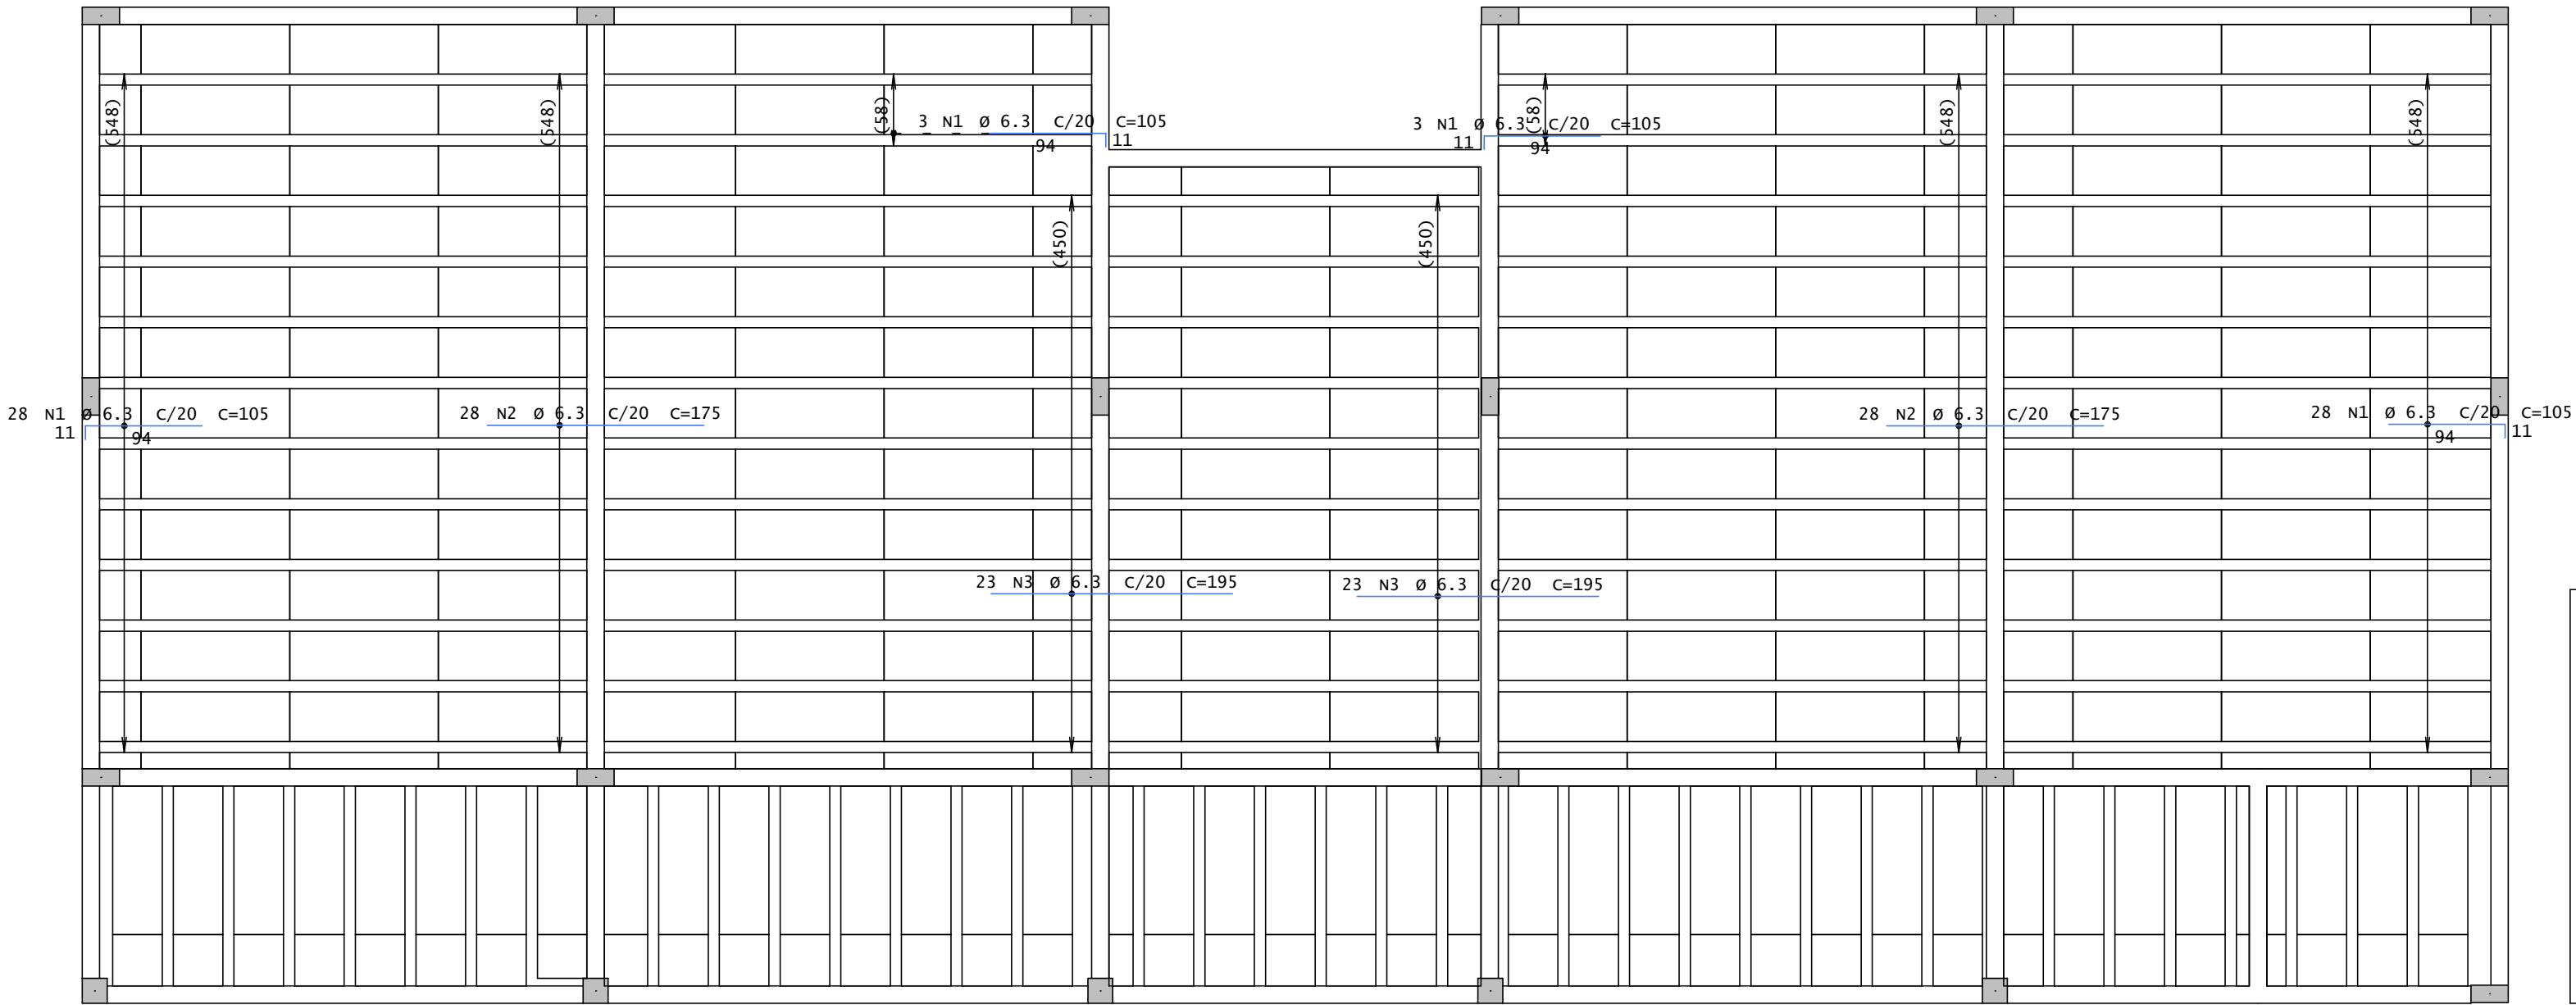 (548)
(548)
(58)
3 N1 Ø 6.3 C/20 C=105
94
11
3 N1 Ø 6.3 C/20 C=105
11
94
(58)
(548)
(548)
(450)
(450)
28 N1 Ø 6.3 C/20 C=105
11
94
28 N2 Ø 6.3 C/20 C=175
28 N2 Ø 6.3 C/20 C=175
28 N1 Ø 6.3 C/20 C=105
94
11
23 N3 Ø 6.3 C/20 C=195
23 N3 Ø 6.3 C/20 C=195